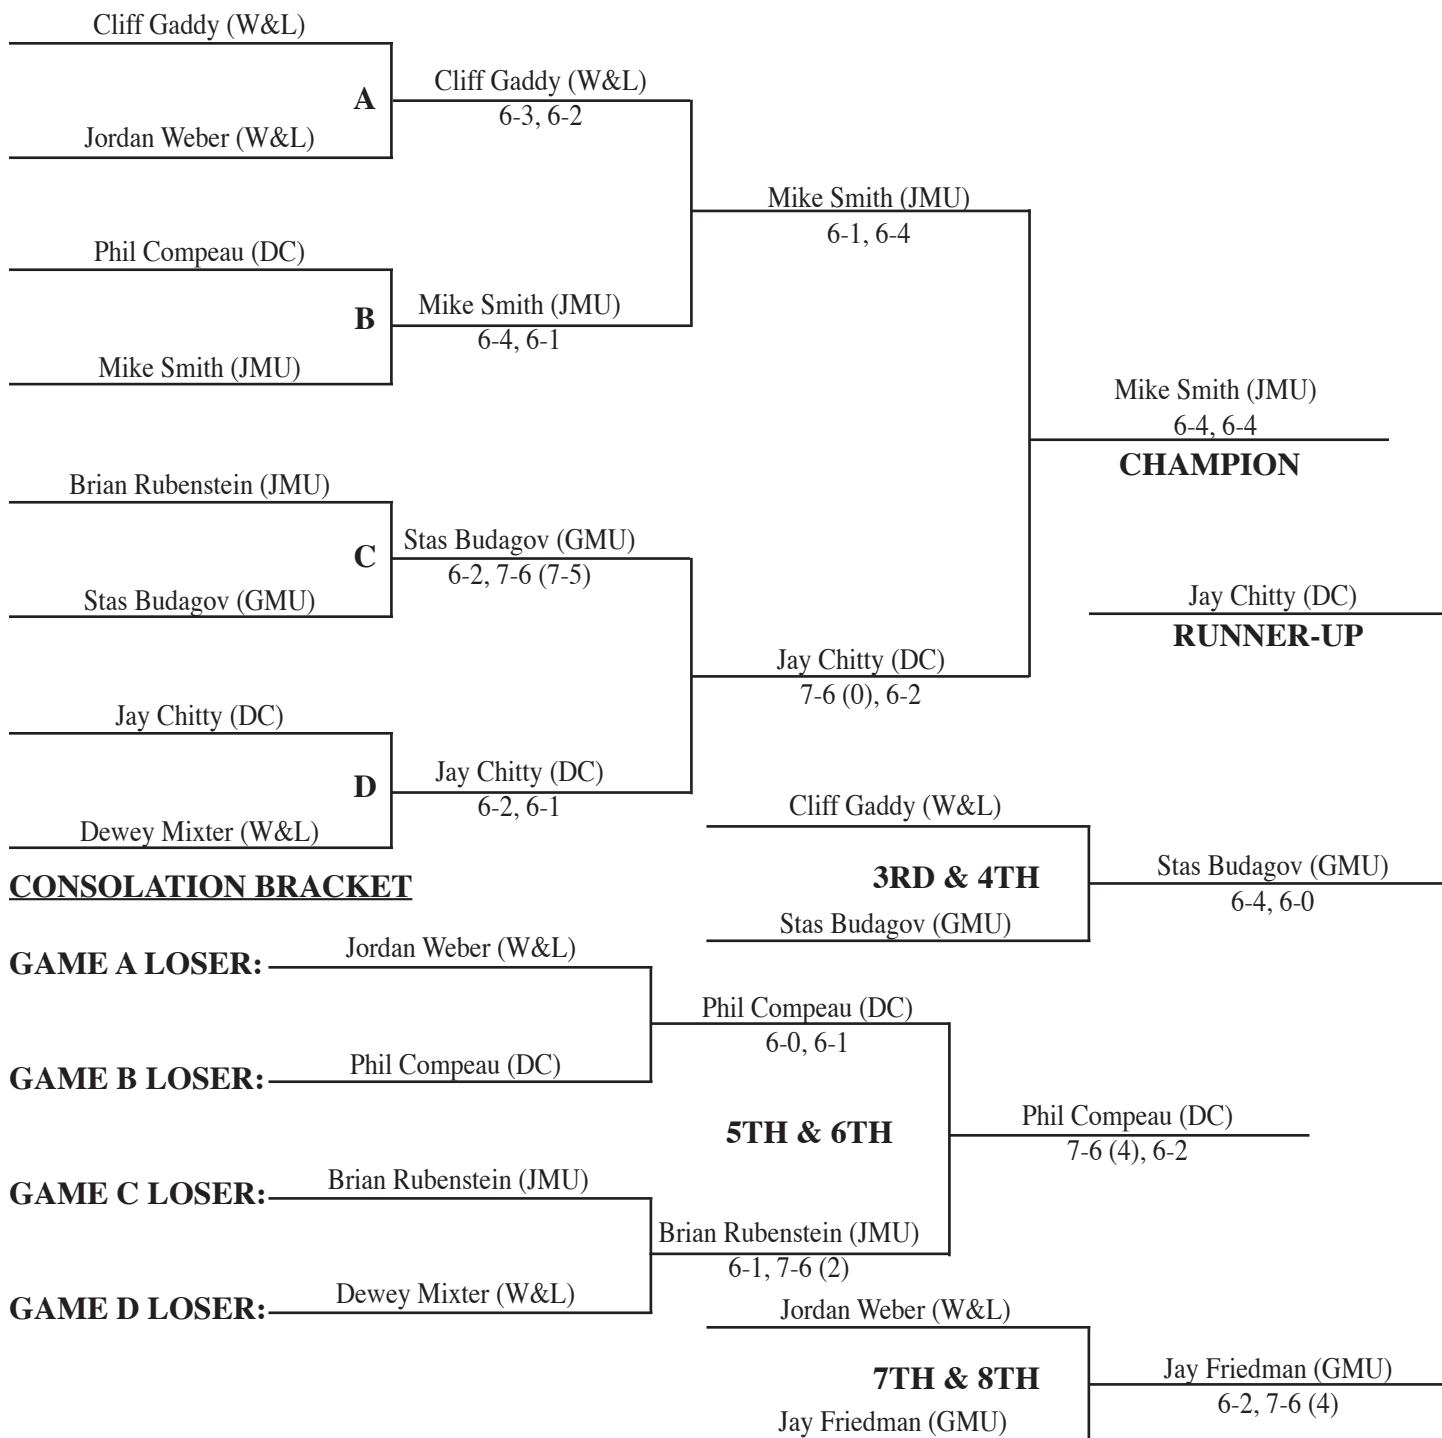 Cliff Gaddy (W&L)
A
Jordan Weber (W&L)
Cliff Gaddy (W&L)
6-3, 6-2
Phil Compeau (DC)
B
Mike Smith (JMU)
Mike Smith (JMU)
6-4, 6-1
Mike Smith (JMU)
6-1, 6-4
Brian Rubenstein (JMU)
C
Stas Budagov (GMU)
Stas Budagov (GMU)
6-2, 7-6 (7-5)
Jay Chitty (DC)
D
Dewey Mixter (W&L)
Jay Chitty (DC)
6-2, 6-1
Jay Chitty (DC)
7-6 (0), 6-2
Mike Smith (JMU)
6-4, 6-4
CHAMPION
Jay Chitty (DC)
RUNNER-UP
Cliff Gaddy (W&L)
3RD & 4TH
Stas Budagov (GMU)
Stas Budagov (GMU)
6-4, 6-0
CONSOLATION BRACKET
GAME A LOSER: Jordan Weber (W&L)
GAME B LOSER: Phil Compeau (DC)
Phil Compeau (DC)
6-0, 6-1
5TH & 6TH
GAME C LOSER: Brian Rubenstein (JMU)
GAME D LOSER: Dewey Mixter (W&L)
Brian Rubenstein (JMU)
6-1, 7-6 (2)
Phil Compeau (DC)
7-6 (4), 6-2
Jordan Weber (W&L)
7TH & 8TH
Jay Friedman (GMU)
Jay Friedman (GMU)
6-2, 7-6 (4)